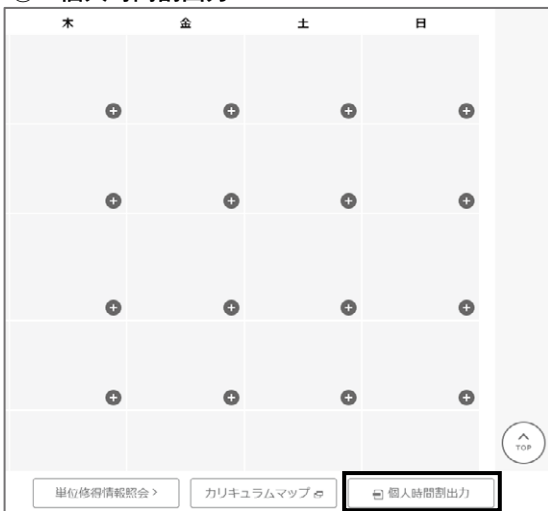 木 金 土 日
TOP
単位修得情報照会 >
カリキュラムマップ
個人時間割出力